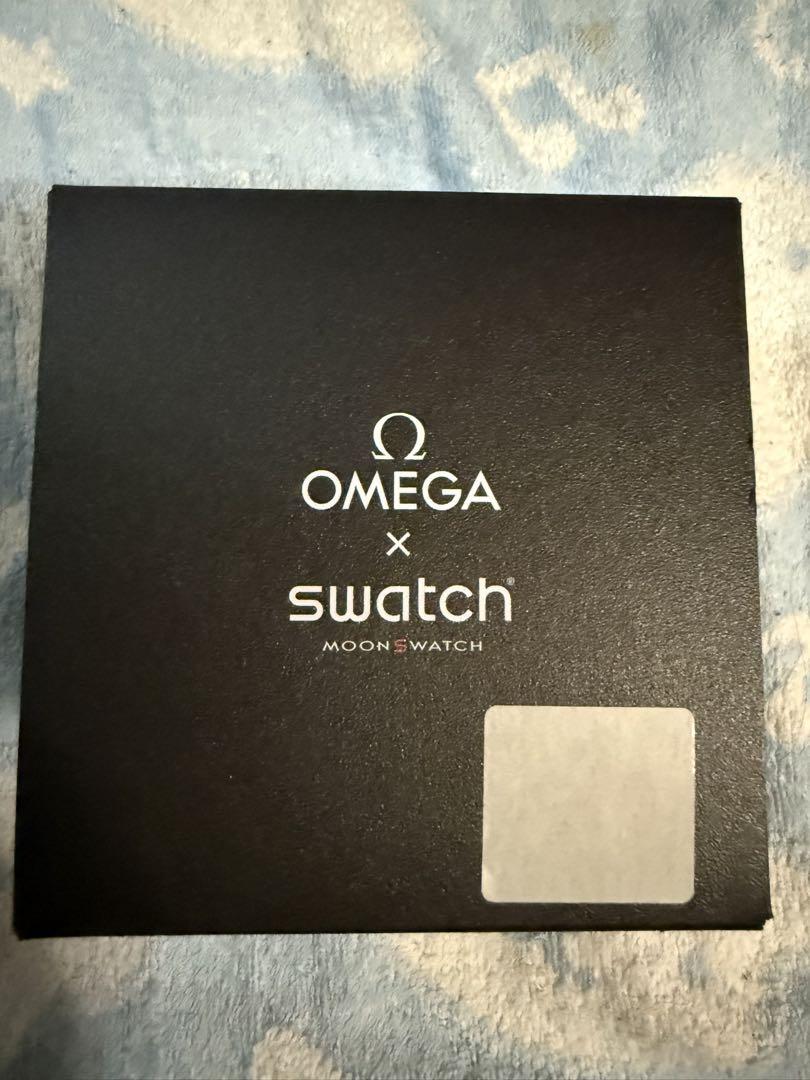 Ω
OMEGA
×
swatch®
MOONSWATCH